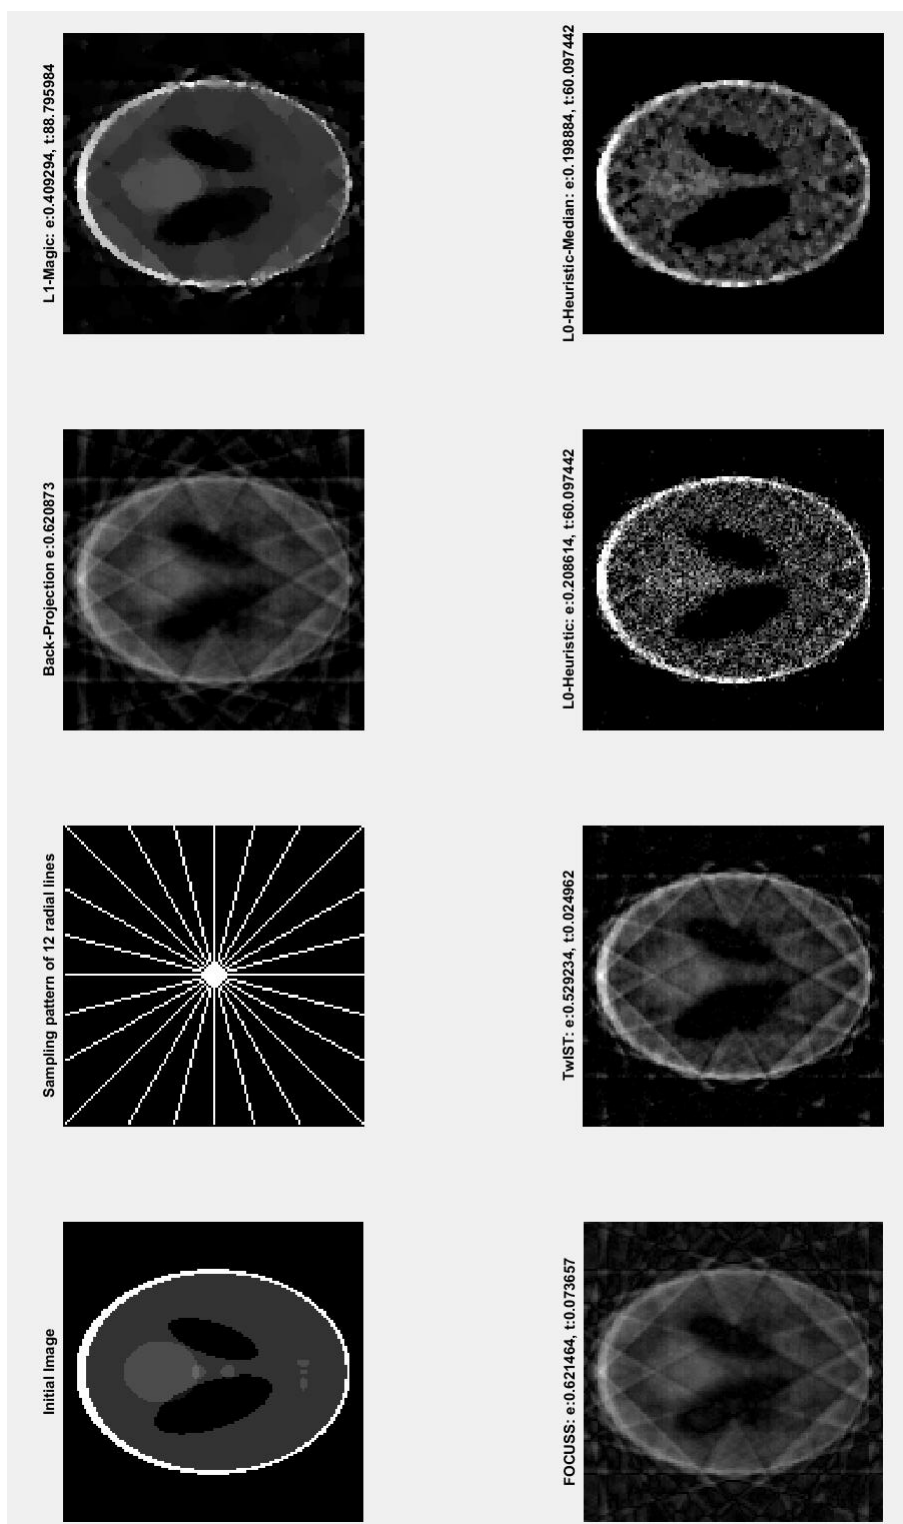 Initial Image
Sampling pattern of 12 radial lines
Back-Projection e:0.620873
L1-Magic: e:0.409294, t:88.795984
FOCUSS: e:0.621464, t:0.073657
TwIST: e:0.529234, t:0.024962
L0-Heuristic: e:0.208614, t:60.097442
L0-Heuristic-Median: e:0.198884, t:60.097442